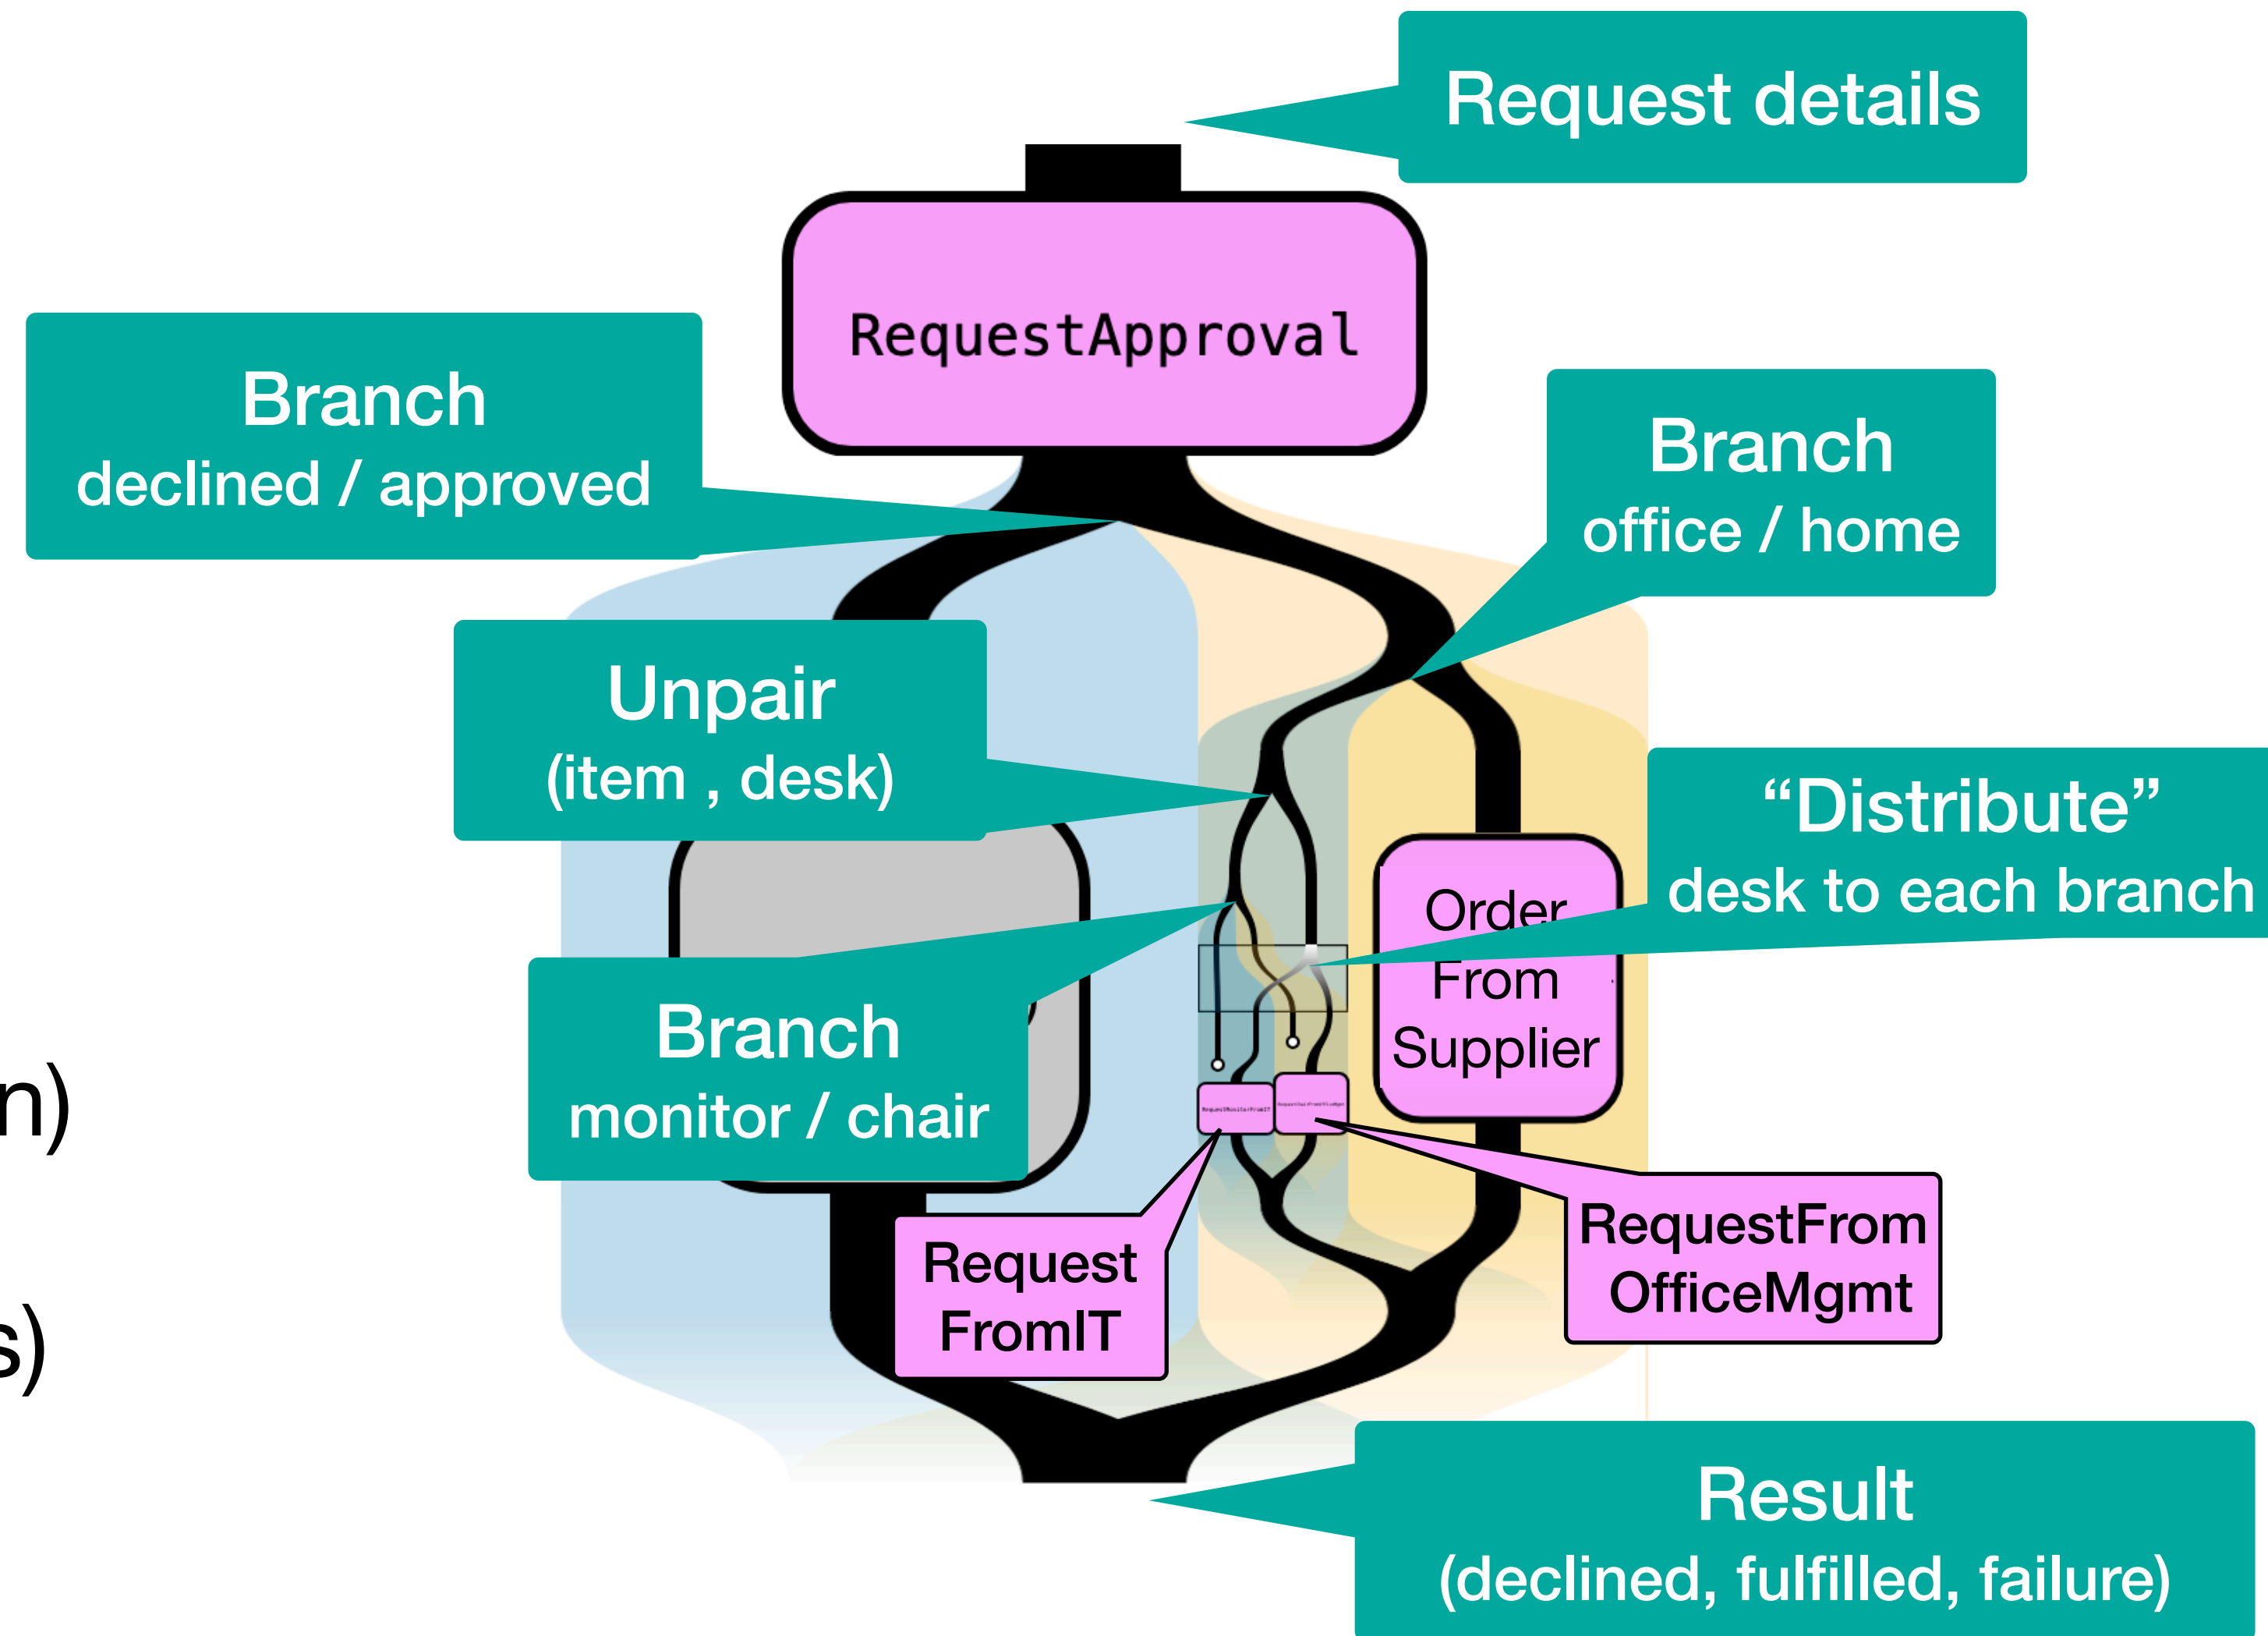 Request details
RequestApproval
Branch
declined / approved
Branch
office / home
Unpair
(item , desk)
“Distribute”
desk to each branch
Order
From
Supplier
Branch
monitor / chair
n)
RequestMonitorFromIT
RequestFrom
OfficeMgmt
Request
FromIT
s)
Result
(declined, fulfilled, failure)